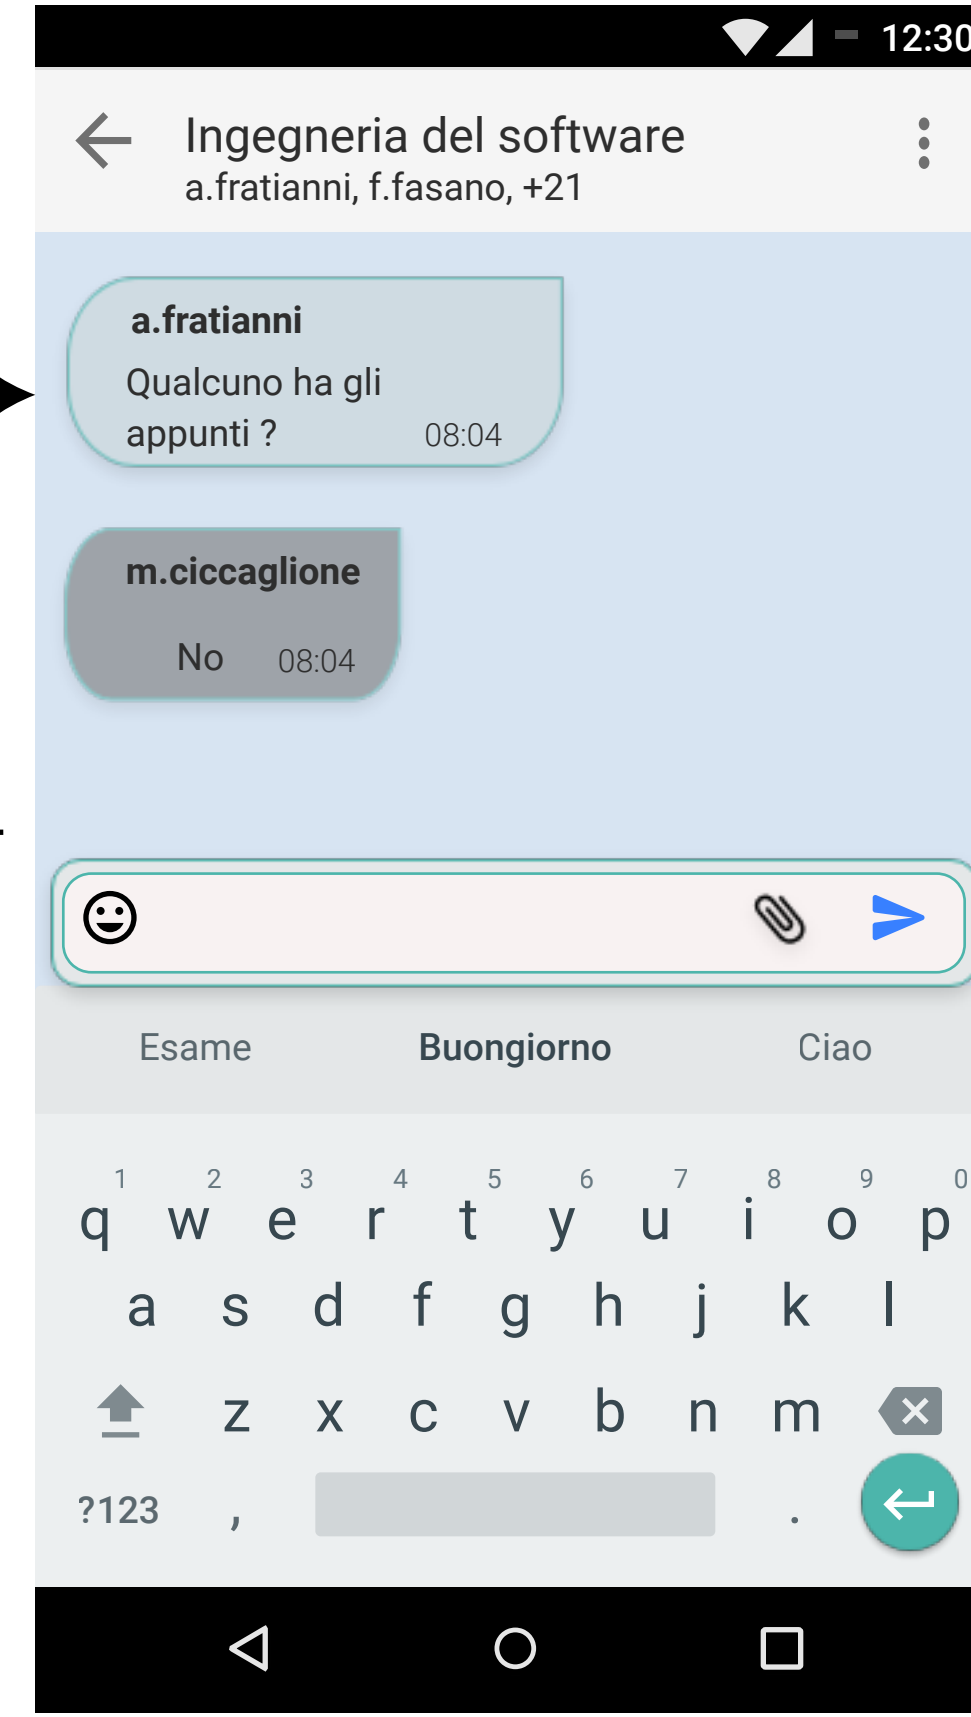 12:30
Ingegneria del software
a.fratianni, f.fasano, +21
a.fratianni
Qualcuno ha gli
appunti ? 08:04
m.ciccaglione
No 08:04
Esame Buongiorno Ciao
1 2 3 4 5 6 7 8 9 0
q w e r t y u i o p
a s d f g h j k l
z x c v b n m
?123 , .